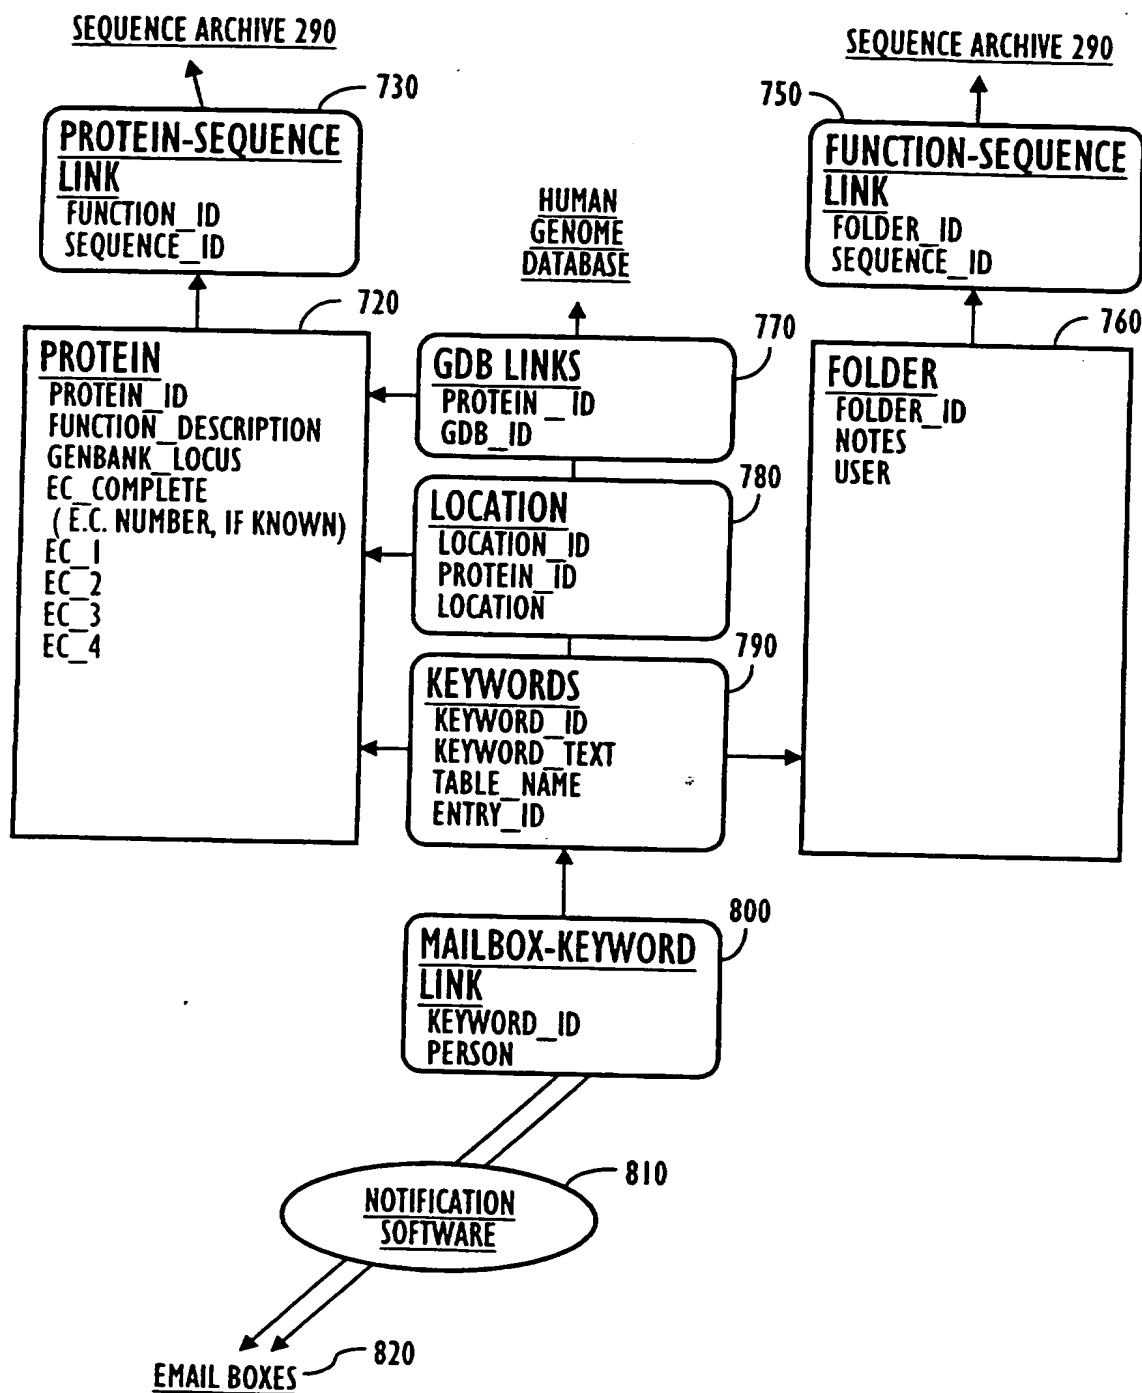 SEQUENCE ARCHIVE 290
730
PROTEIN-SEQUENCE
LINK
FUNCTION_ID
SEQUENCE_ID
SEQUENCE ARCHIVE 290
750
FUNCTION-SEQUENCE
LINK
FOLDER_ID
SEQUENCE_ID
HUMAN
GENOME
DATABASE
720
PROTEIN
PROTEIN_ID
FUNCTION_DESCRIPTION
GENBANK_LOCUS
EC_COMPLETE
( E.C. NUMBER, IF KNOWN)
EC_1
EC_2
EC_3
EC_4
770
GDB LINKS
PROTEIN_ID
GDB_ID
780
LOCATION
LOCATION_ID
PROTEIN_ID
LOCATION
790
KEYWORDS
KEYWORD_ID
KEYWORD_TEXT
TABLE_NAME
ENTRY_ID
760
FOLDER
FOLDER_ID
NOTES
USER
800
MAILBOX-KEYWORD
LINK
KEYWORD_ID
PERSON
810
NOTIFICATION
SOFTWARE
EMAIL BOXES
820